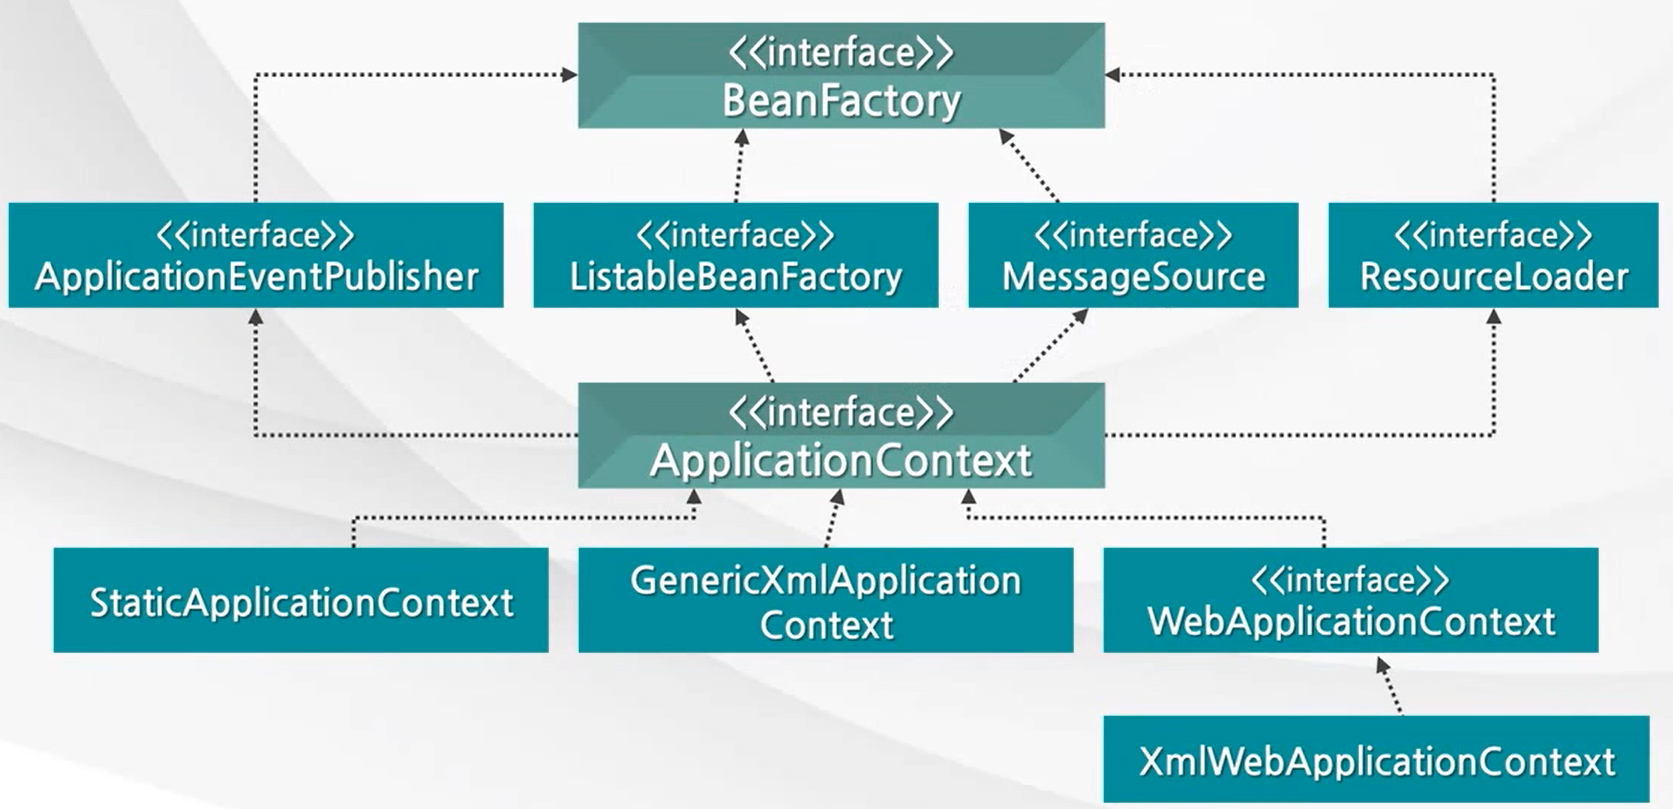 <<interface>>
BeanFactory
<<interface>>
ApplicationEventPublisher
<<interface>>
ListableBeanFactory
<<interface>>
MessageSource
<<interface>>
ResourceLoader
<<interface>>
ApplicationContext
StaticApplicationContext
GenericXmlApplication
Context
<<interface>>
WebApplicationContext
XmlWebApplicationContext